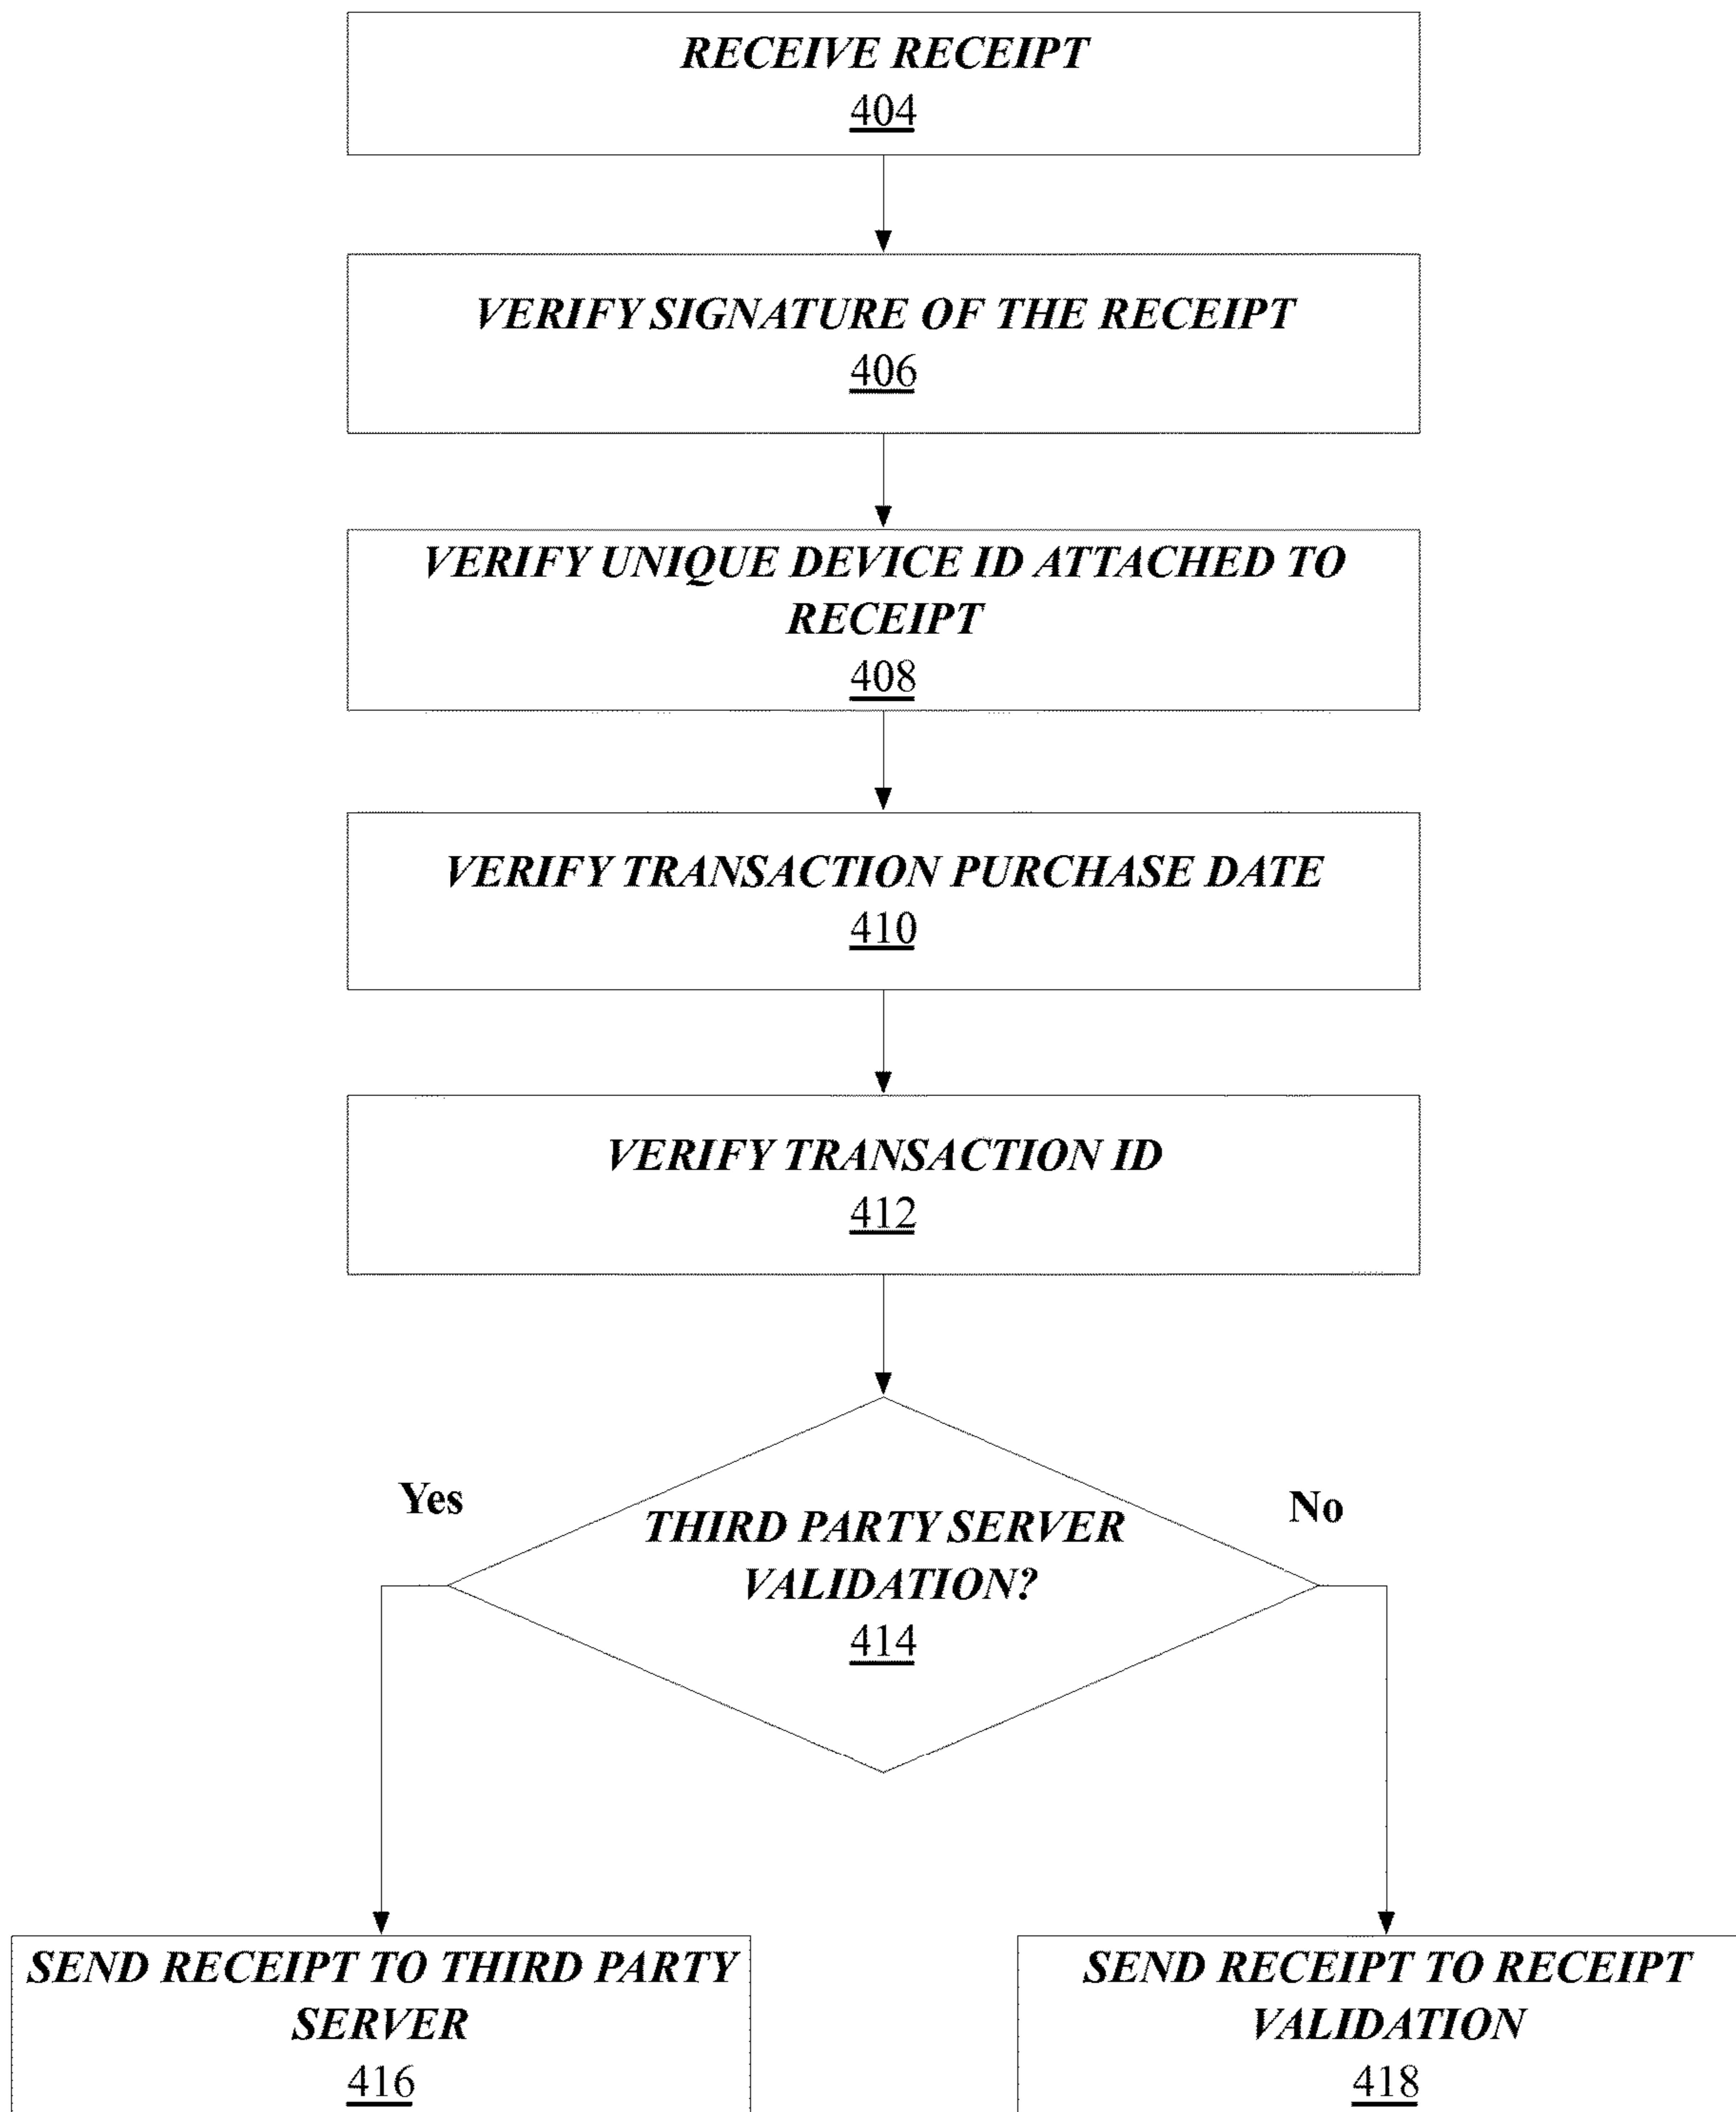 RECEIVE RECEIPT
404
VERIFY SIGNATURE OF THE RECEIPT
406
VERIFY UNIQUE DEVICE ID ATTACHED TO
RECEIPT
408
VERIFY TRANSACTION PURCHASE DATE
410
VERIFY TRANSACTION ID
412
Yes
No
THIRD PARTY SERVER
VALIDATION?
414
SEND RECEIPT TO THIRD PARTY
SERVER
416
SEND RECEIPT TO RECEIPT
VALIDATION
418